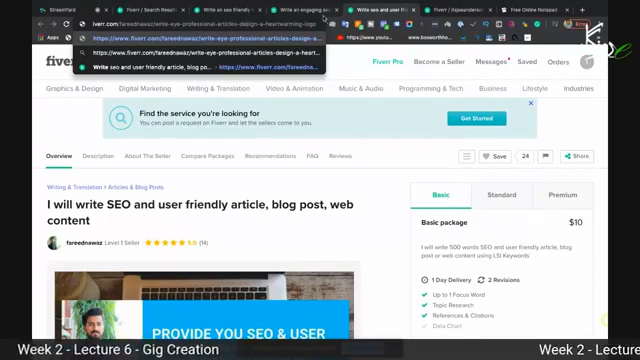 StreamYard
Fiverr / Search Results
Write an seo friendly
Write an engaging seo
Write seo and user frie
Fiverr /
Free Online Notepad
iverr.com/fareednawaz/write-eye-professional-articles-design-a-heartwarming-logo
https://www.fiverr.com/fareednawaz/write-eye-professional-articles-design-a-
https://www.fiverr.com/fareednawaz/write-eye-professional-articles-design-a-heart...
Write seo and user friendly article, blog po... - https://www.fiverr.com/fareedna...
https://www.youtube...
www.bosworthho...
fiverr
Fiverr Pro
Become a Seller
Messages
Saved
Orders
Graphics & Design
Digital Marketing
Writing & Translation
Video & Animation
Music & Audio
Programming & Tech
Business
Lifestyle
Industries
Find the service you're looking for
You can post a request on Fiverr and let the sellers come to you.
Get Started
Overview
Description
About The Seller
Compare Packages
Recommendations
FAQ
Reviews
Save
24
Share
Writing & Translation > Articles & Blog Posts
I will write SEO and user friendly article, blog post, web
content
fareednawaz Level 1 Seller 5.0 (14)
PROVIDE YOU SEO & USER
Basic
Standard
Premium
Basic package
$10
I will write 500 words SEO and user friendly article, blog
post or web content using LSI Keywords
1 Day Delivery
2 Revisions
Up to 1 Focus Word
Topic Research
References & Citations
Data Chart
Week 2 - Lecture 6 - Gig Creation
Week 2 - Lectur